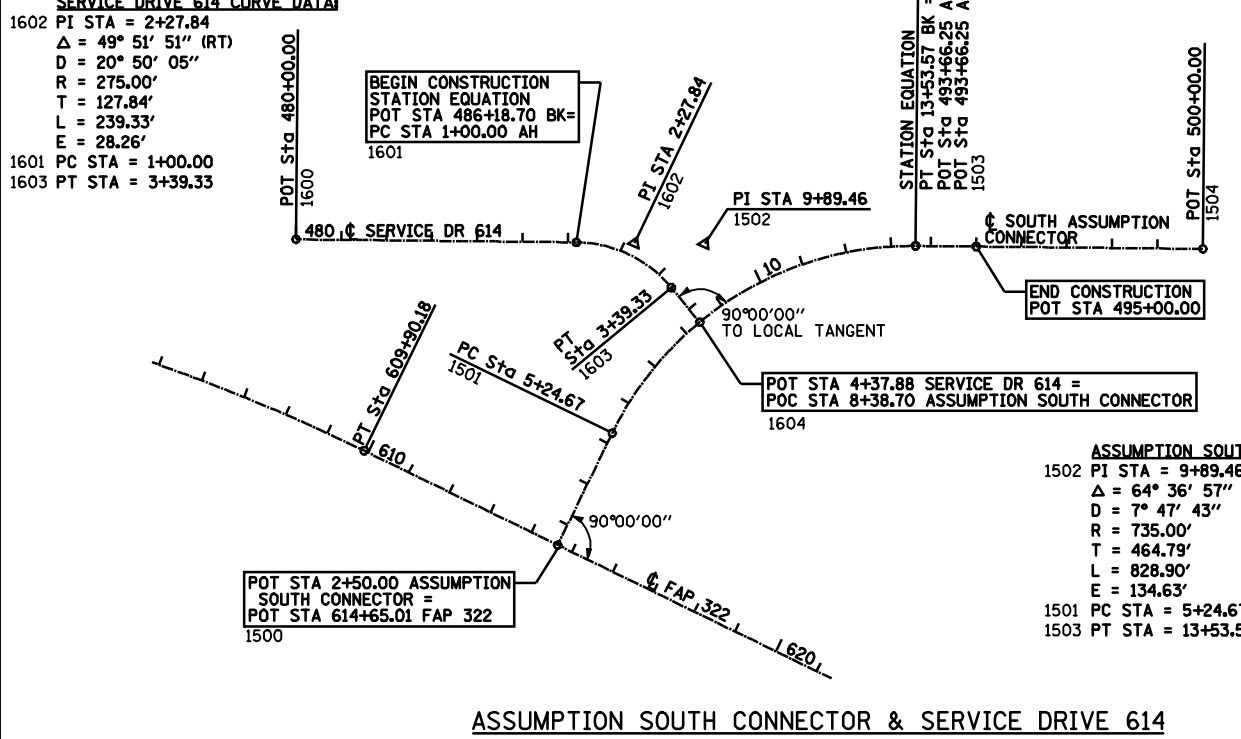 SERVICE DRIVE 614 CURVE DATA:
1602 PI STA = 2+27.84
Δ = 49° 51' 51" (RT)
D = 20° 50' 05"
R = 275.00'
T = 127.84'
L = 239.33'
E = 28.26'
1601 PC STA = 1+00.00
1603 PT STA = 3+39.33
POT Sta 480+00.00
1600
BEGIN CONSTRUCTION
STATION EQUATION
POT STA 486+18.70 BK=
PC STA 1+00.00 AH
1601
PI STA 2+27.84
1602
PI STA 9+89.46
1502
STATION EQUATION
PT Sta 13+53.57 BK =
POT Sta 493+66.25 A
POT Sta 493+66.25 A
1503
POT Sta 500+00.00
1504
480 ℄ SERVICE DR 614
10
℄ SOUTH ASSUMPTION
CONNECTOR
END CONSTRUCTION
POT STA 495+00.00
90°00'00"
TO LOCAL TANGENT
PT
Sta 3+39.33
1603
PC Sta 5+24.67
1501
PT Sta 609+90.18
610
POT STA 4+37.88 SERVICE DR 614 =
POC STA 8+38.70 ASSUMPTION SOUTH CONNECTOR
1604
90°00'00"
POT STA 2+50.00 ASSUMPTION
SOUTH CONNECTOR =
POT STA 614+65.01 FAP 322
1500
℄ FAP 322
620
ASSUMPTION SOUT
1502 PI STA = 9+89.46
Δ = 64° 36' 57"
D = 7° 47' 43"
R = 735.00'
T = 464.79'
L = 828.90'
E = 134.63'
1501 PC STA = 5+24.67
1503 PT STA = 13+53.5
ASSUMPTION SOUTH CONNECTOR & SERVICE DRIVE 614